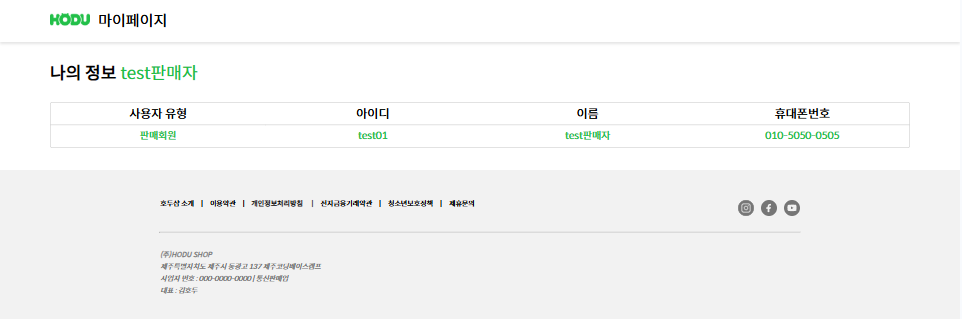 HODU 마이페이지
나의 정보 test판매자
사용자 유형 아이디 이름 휴대폰번호
판매회원 test01 test판매자 010-5050-0505
호두샵 소개 | 이용약관 | 개인정보처리방침 | 전자금융거래약관 | 청소년보호정책 | 제휴문의
(주)HODU SHOP
제주특별자치도 제주시 동광고 137 제주코딩베이스캠프
사업자 번호 : 000-0000-0000 | 통신판매업
대표 : 김호두